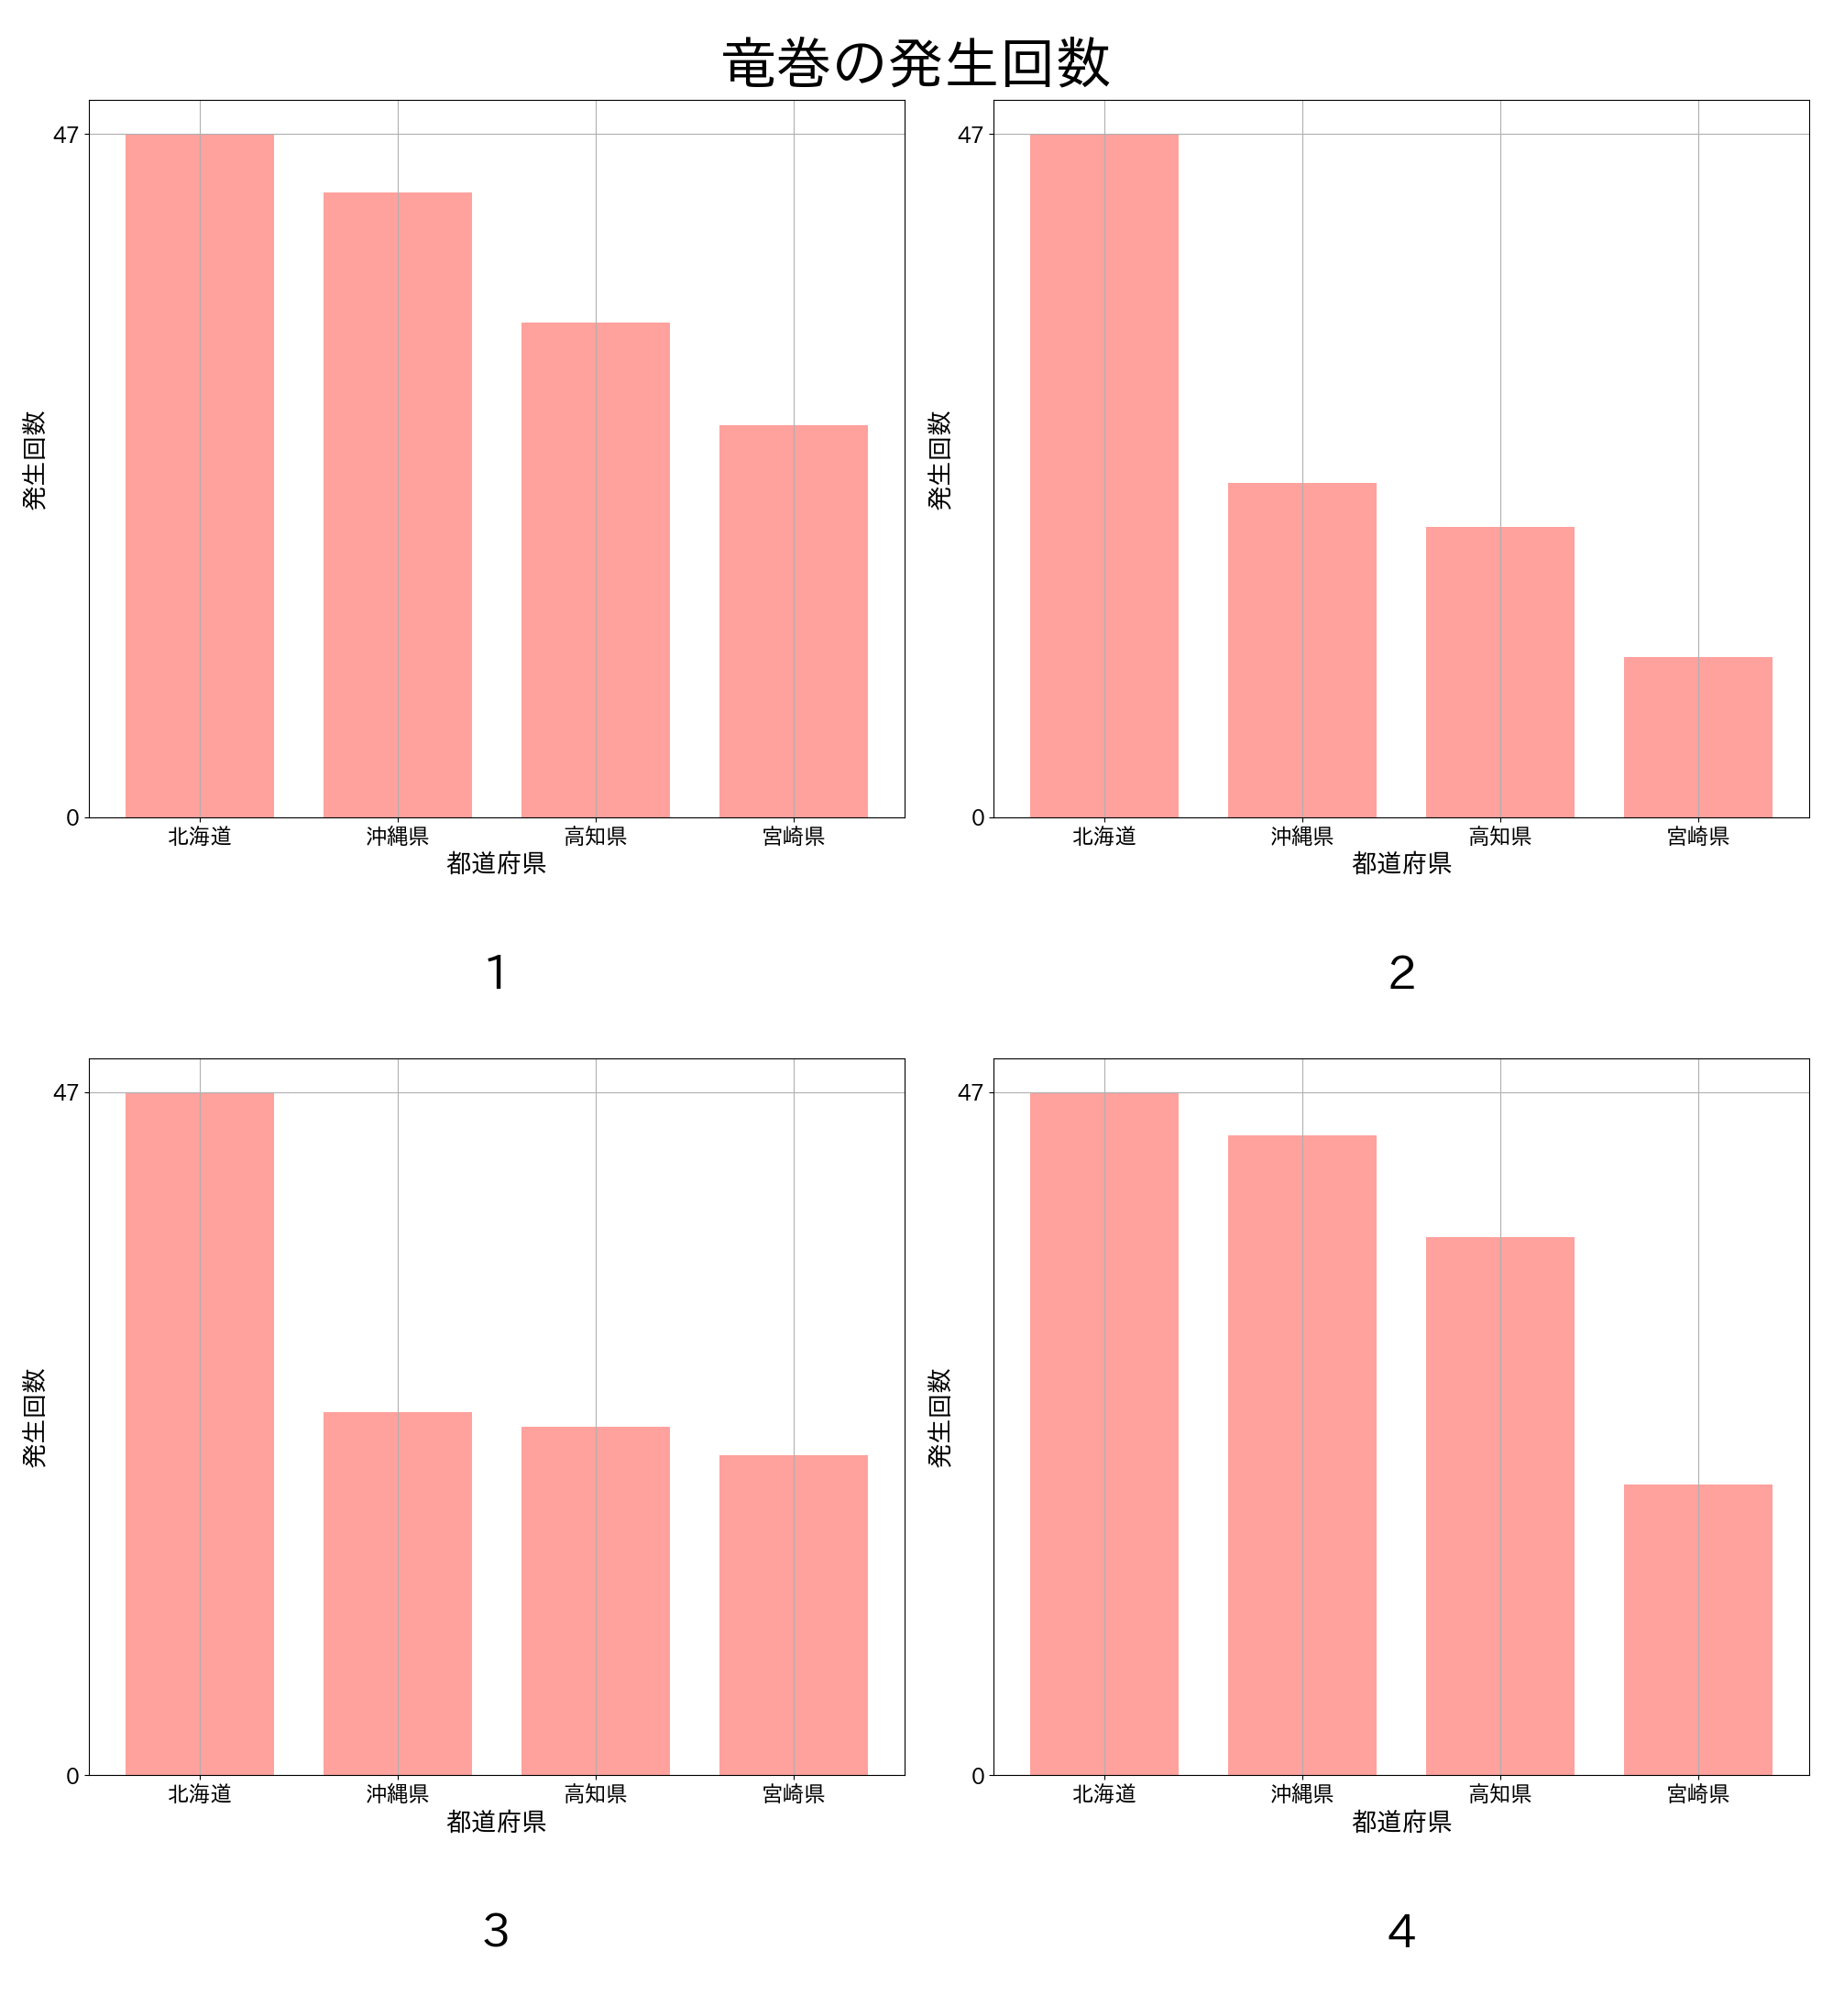 竜巻の発生回数
47
0
発生回数
北海道 沖縄県 高知県 宮崎県
都道府県
1
47
0
発生回数
北海道 沖縄県 高知県 宮崎県
都道府県
2
47
0
発生回数
北海道 沖縄県 高知県 宮崎県
都道府県
3
47
0
発生回数
北海道 沖縄県 高知県 宮崎県
都道府県
4